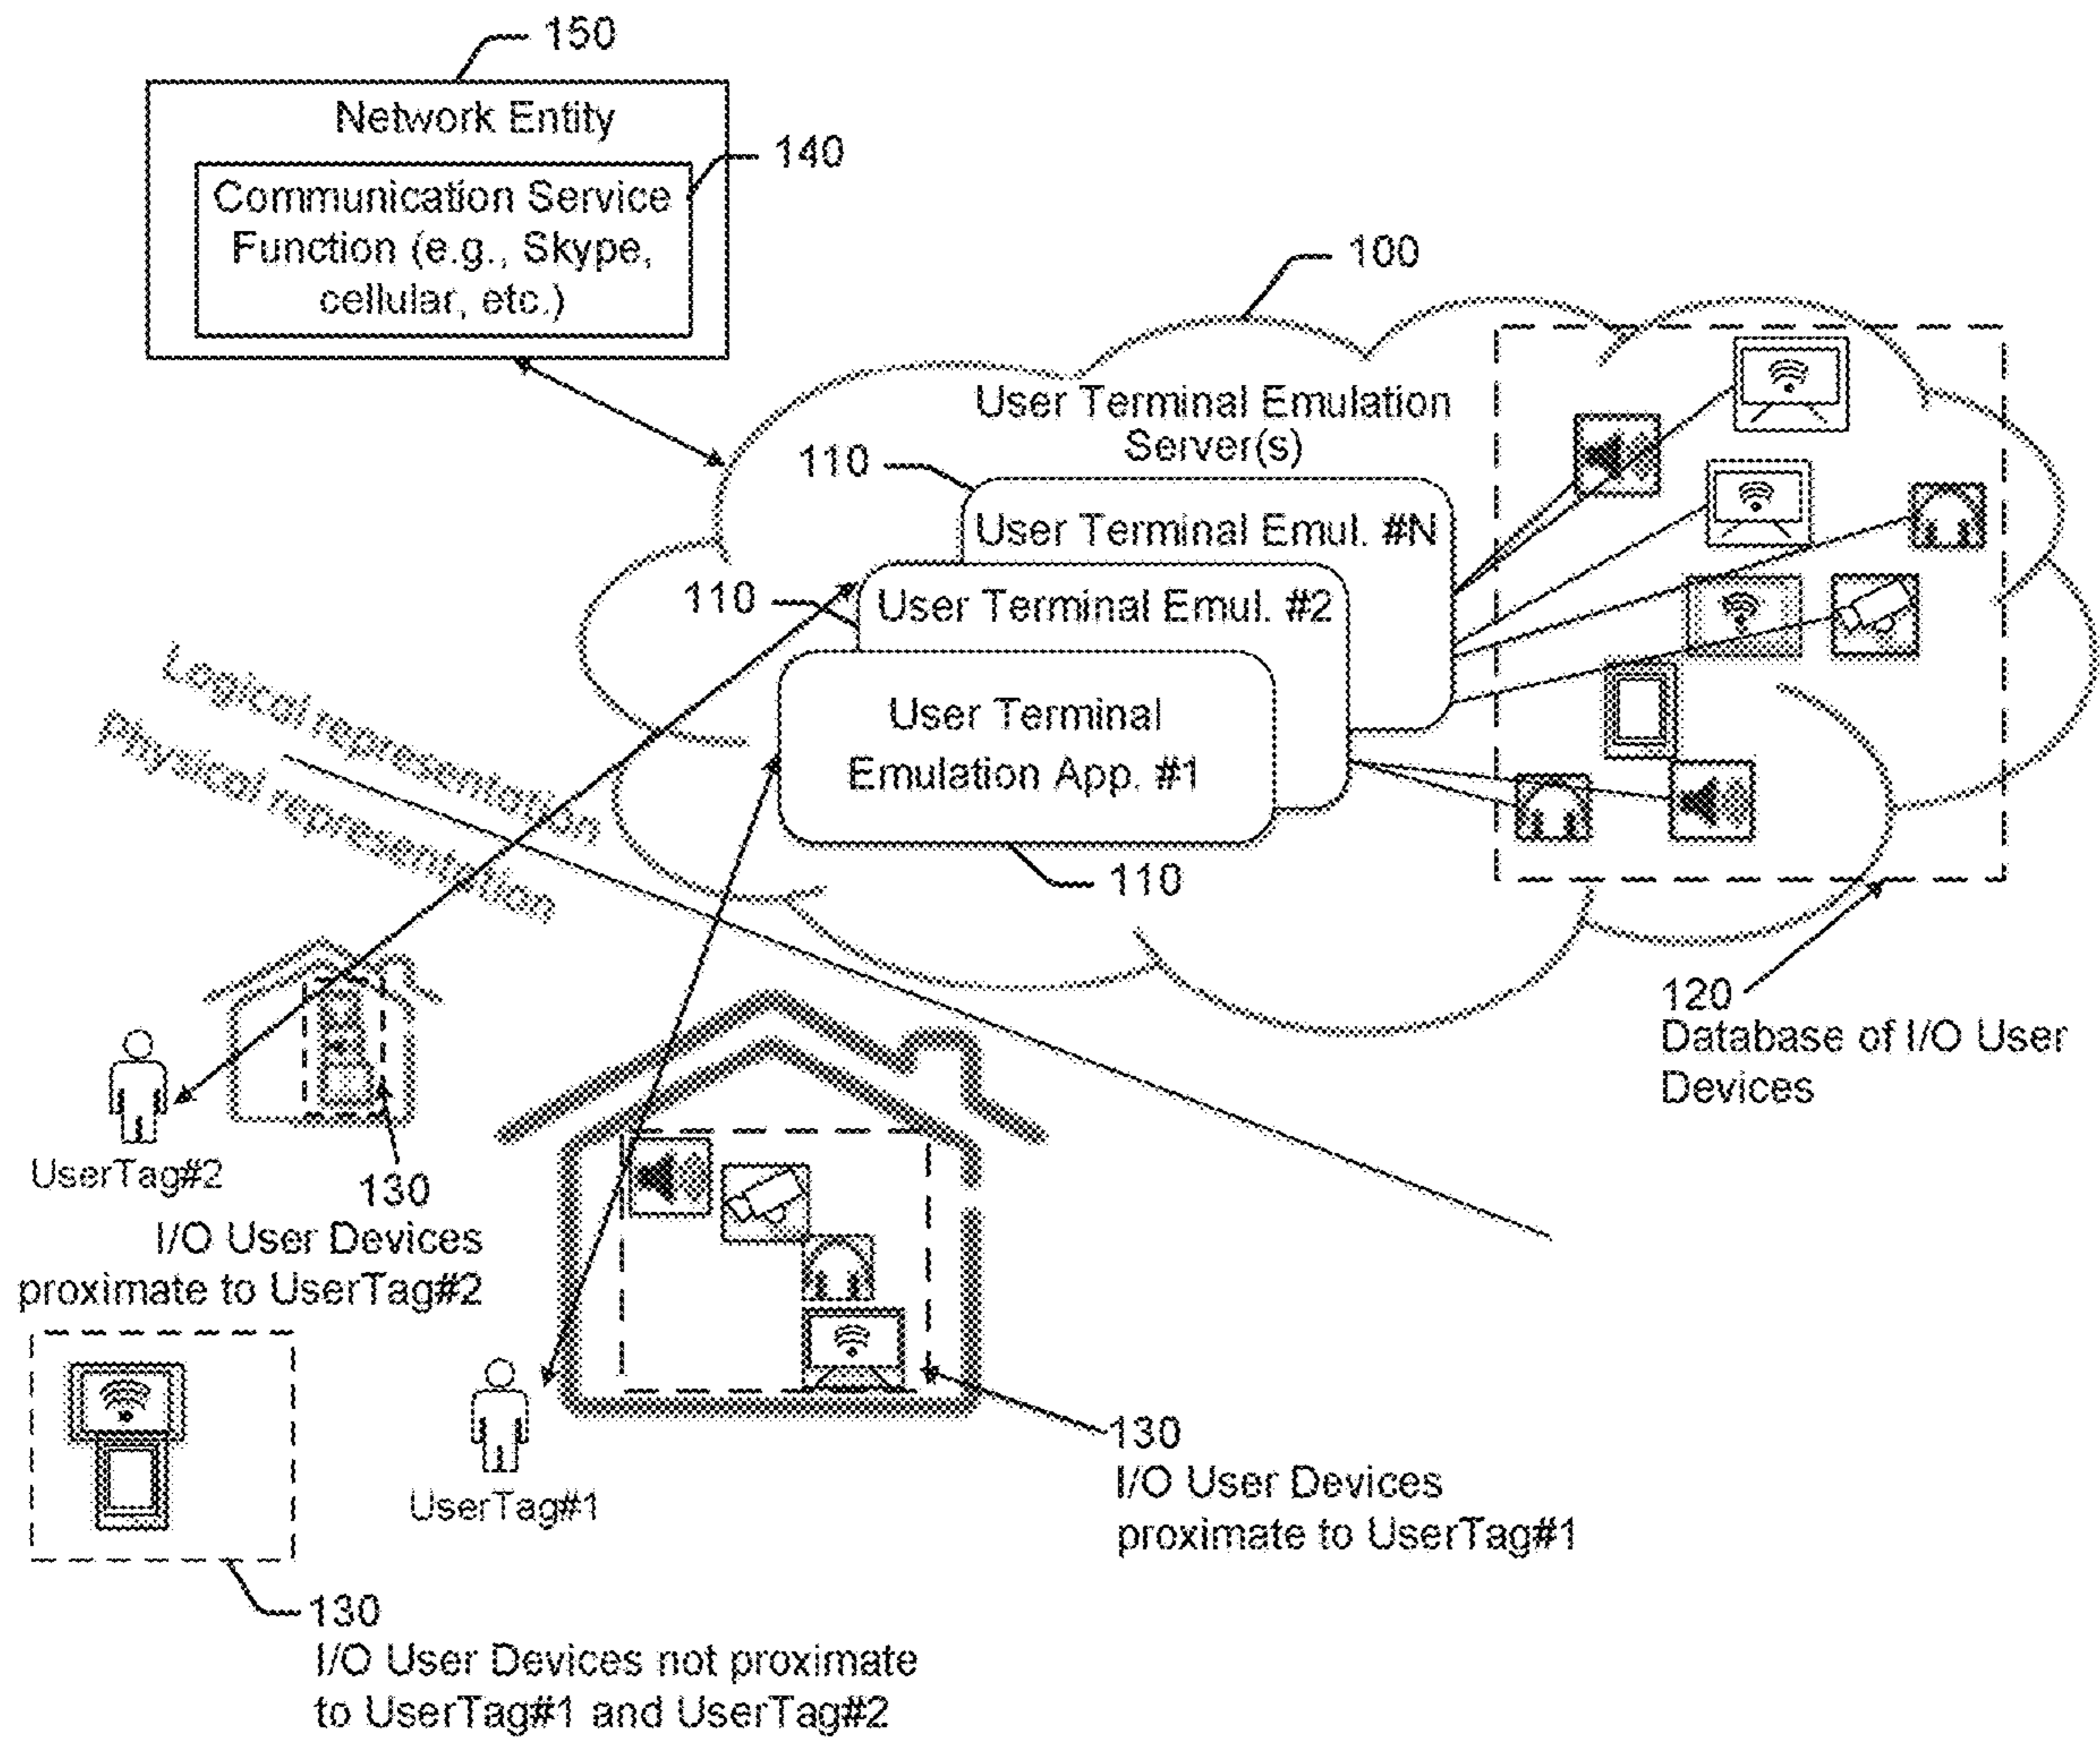 150
Network Entity
140
Communication Service
Function (e.g., Skype,
cellular, etc.)
100
User Terminal Emulation
Server(s)
110
User Terminal Emul. #N
110
User Terminal Emul. #2
User Terminal
Emulation App. #1
110
Logical represention
Physical represention
120
Database of I/O User
Devices
UserTag#2
130
I/O User Devices
proximate to UserTag#2
UserTag#1
130
I/O User Devices
proximate to UserTag#1
130
I/O User Devices not proximate
to UserTag#1 and UserTag#2